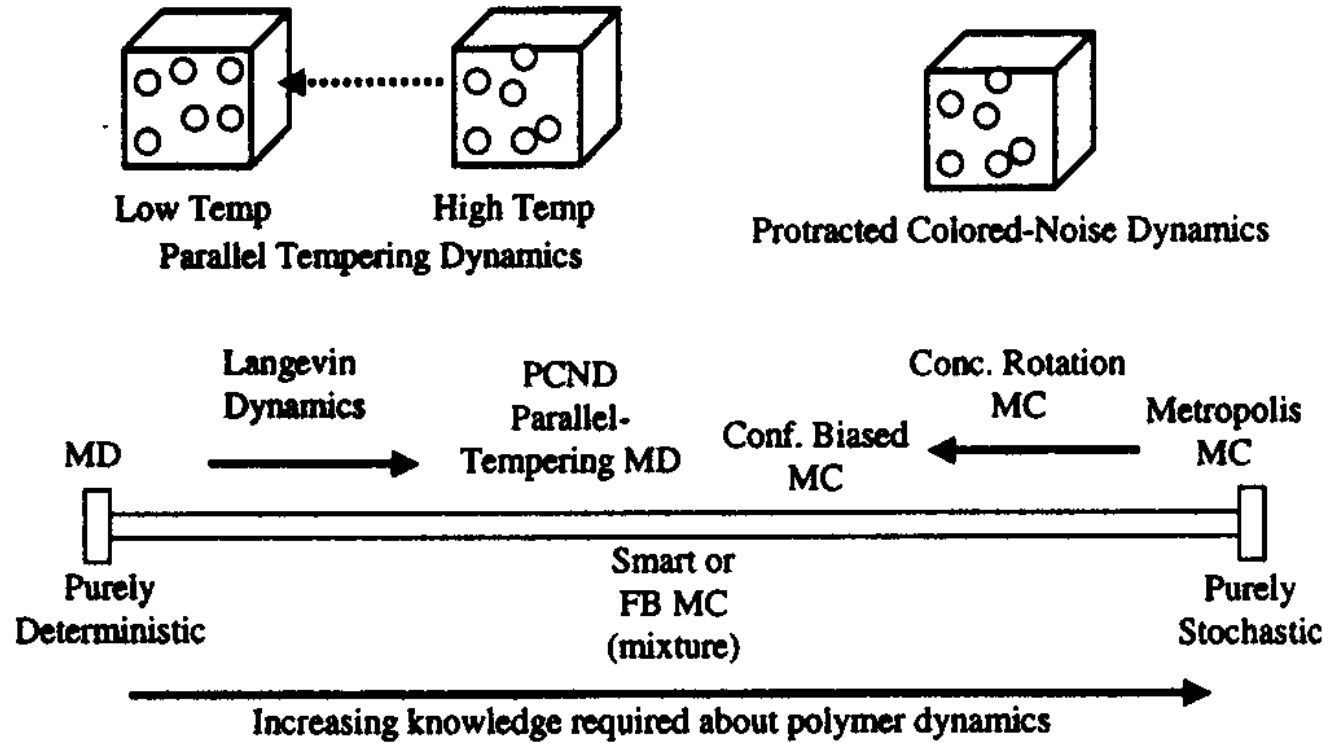 Low Temp
High Temp
Parallel Tempering Dynamics
Protracted Colored-Noise Dynamics
Langevin
Dynamics
PCND
Parallel-
Tempering MD
Conf. Biased
MC
Conc. Rotation
MC
Metropolis
MC
MD
Purely
Deterministic
Smart or
FB MC
(mixture)
Purely
Stochastic
Increasing knowledge required about polymer dynamics